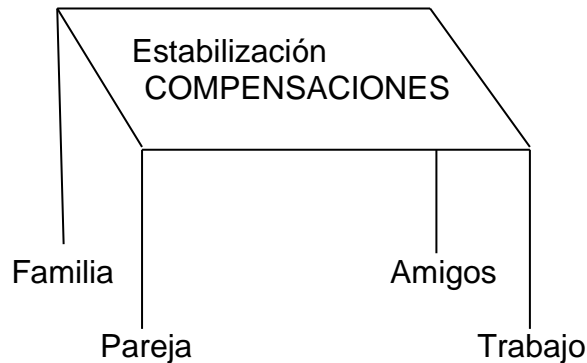 Estabilización
COMPENSACIONES
Familia
Amigos
Pareja
Trabajo